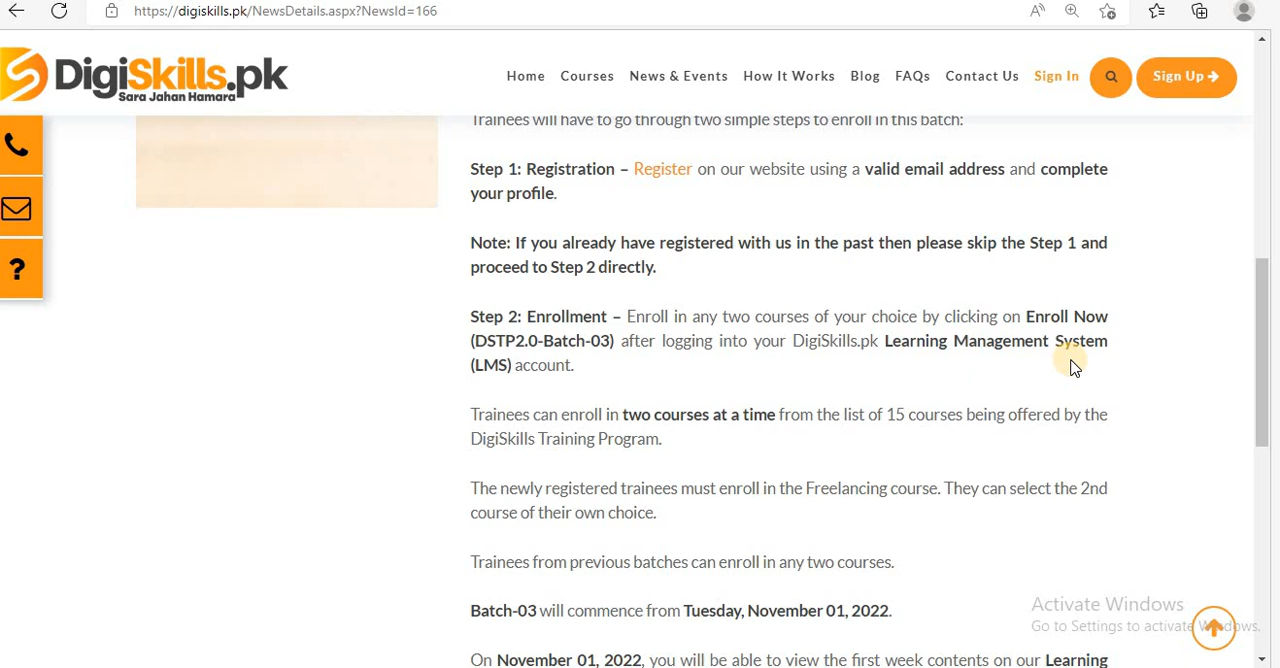 https://digiskills.pk/NewsDetails.aspx?NewsId=166
DigiSkills.pk
Sara Jahan Hamara
Home Courses News & Events How It Works Blog FAQs Contact Us Sign In Sign Up
Trainees will have to go through two simple steps to enroll in this batch:
Step 1: Registration – Register on our website using a valid email address and complete
your profile.
Note: If you already have registered with us in the past then please skip the Step 1 and
proceed to Step 2 directly.
?
Step 2: Enrollment – Enroll in any two courses of your choice by clicking on Enroll Now
(DSTP2.0-Batch-03) after logging into your DigiSkills.pk Learning Management System
(LMS) account.
Trainees can enroll in two courses at a time from the list of 15 courses being offered by the
DigiSkills Training Program.
The newly registered trainees must enroll in the Freelancing course. They can select the 2nd
course of their own choice.
Trainees from previous batches can enroll in any two courses.
Batch-03 will commence from Tuesday, November 01, 2022.
Activate Windows
Go to Settings to activate Windows.
On November 01, 2022, you will be able to view the first week contents on our Learning